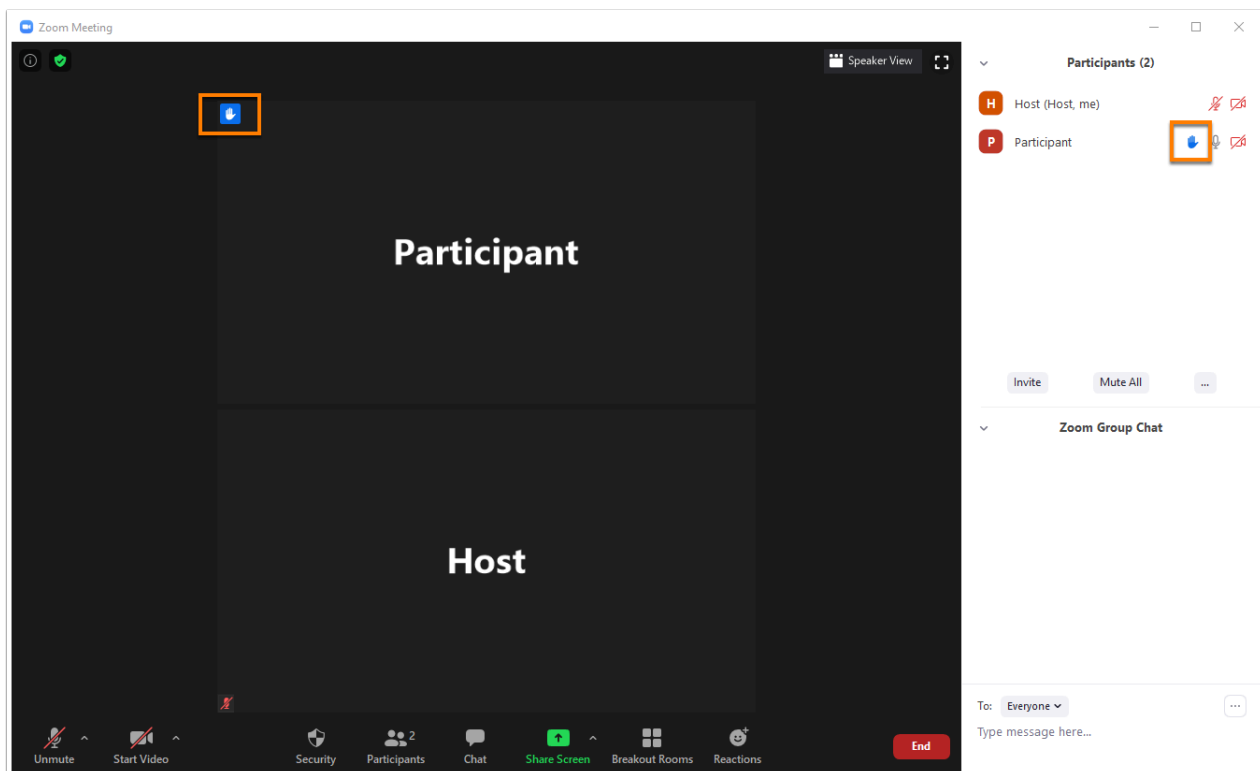 Zoom Meeting
Speaker View
Participant
Host
Unmute
Start Video
Security
2
Participants
Chat
Share Screen
Breakout Rooms
Reactions
End
Participants (2)
H Host (Host, me)
P Participant
Invite Mute All ...
Zoom Group Chat
To: Everyone
Type message here...